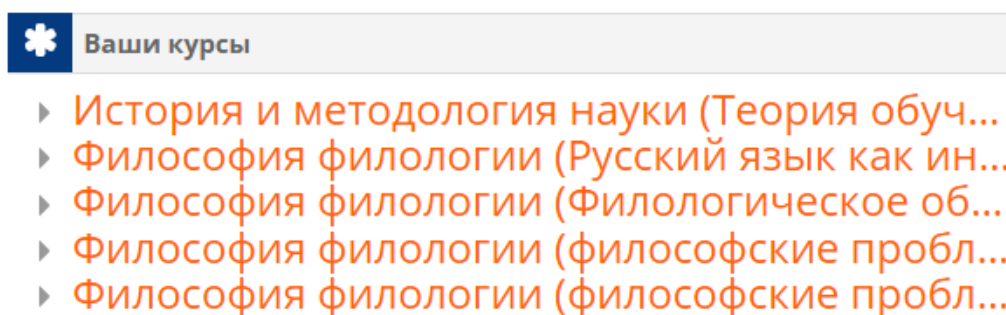 Ваши курсы
История и методология науки (Теория обуч...
Философия филологии (Русский язык как ин...
Философия филологии (Филологическое об...
Философия филологии (философские пробл...
Философия филологии (философские пробл...